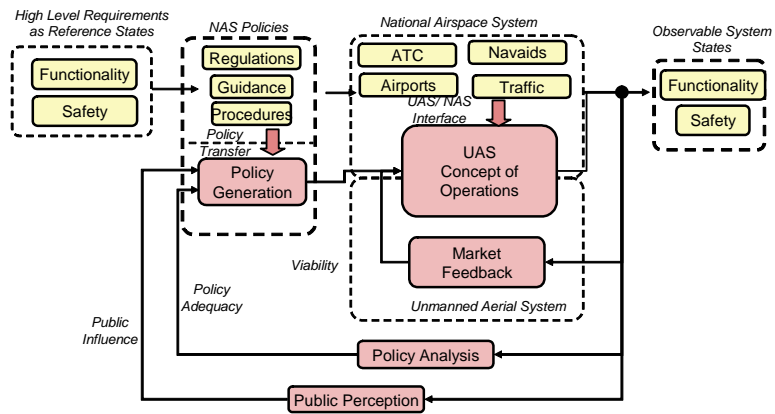 High Level Requirements
as Reference States
Functionality
Safety
NAS Policies
Regulations
Guidance
Procedures
Policy
Transfer
Policy
Generation
National Airspace System
ATC
Navaids
Airports
Traffic
UAS/ NAS
Interface
UAS
Concept of
Operations
Market
Feedback
Unmanned Aerial System
Observable System
States
Functionality
Safety
Viability
Policy
Adequacy
Public
Influence
Policy Analysis
Public Perception